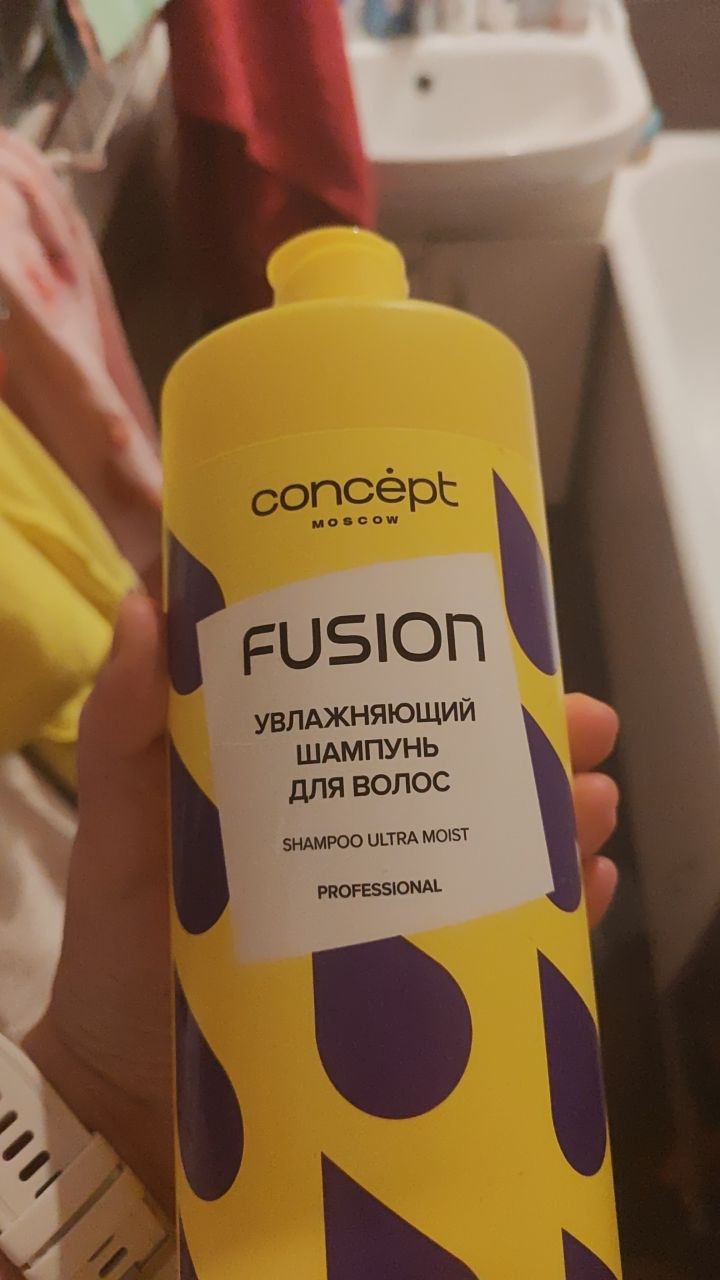 concept
MOSCOW
FUSION
УВЛАЖНЯЮЩИЙ
ШАМПУНЬ
ДЛЯ ВОЛОС
SHAMPOO ULTRA MOIST
PROFESSIONAL